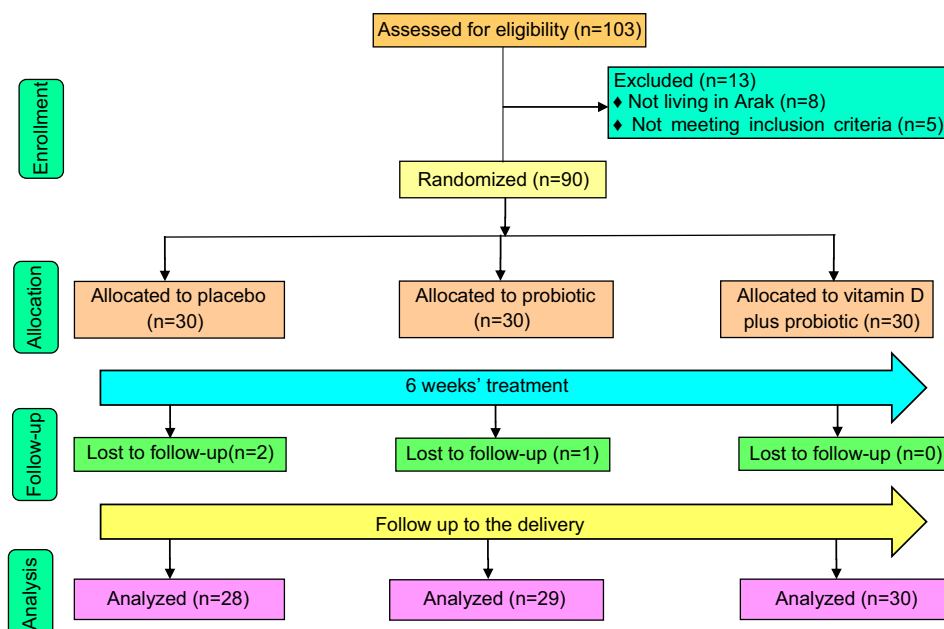 Assessed for eligibility (n=103)
Enrollment
Excluded (n=13)
♦ Not living in Arak (n=8)
♦ Not meeting inclusion criteria (n=5)
Randomized (n=90)
Allocation
Allocated to placebo
(n=30)
Allocated to probiotic
(n=30)
Allocated to vitamin D
plus probiotic (n=30)
6 weeks’ treatment
Follow-up
Lost to follow-up(n=2)
Lost to follow-up (n=1)
Lost to follow-up (n=0)
Follow up to the delivery
Analysis
Analyzed (n=28)
Analyzed (n=29)
Analyzed (n=30)